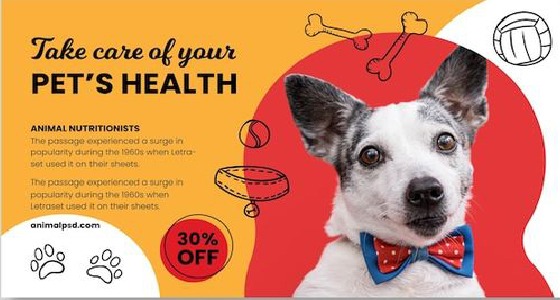 Take care of your
PET'S HEALTH
ANIMAL NUTRITIONISTS
The passage experienced a surge in
popularity during the 1960s when Letra-
set used it on their sheets.
The passage experienced a surge in
popularity during the 1960s when
Letraset used it on their sheets.
animalpsd.com
30%
OFF